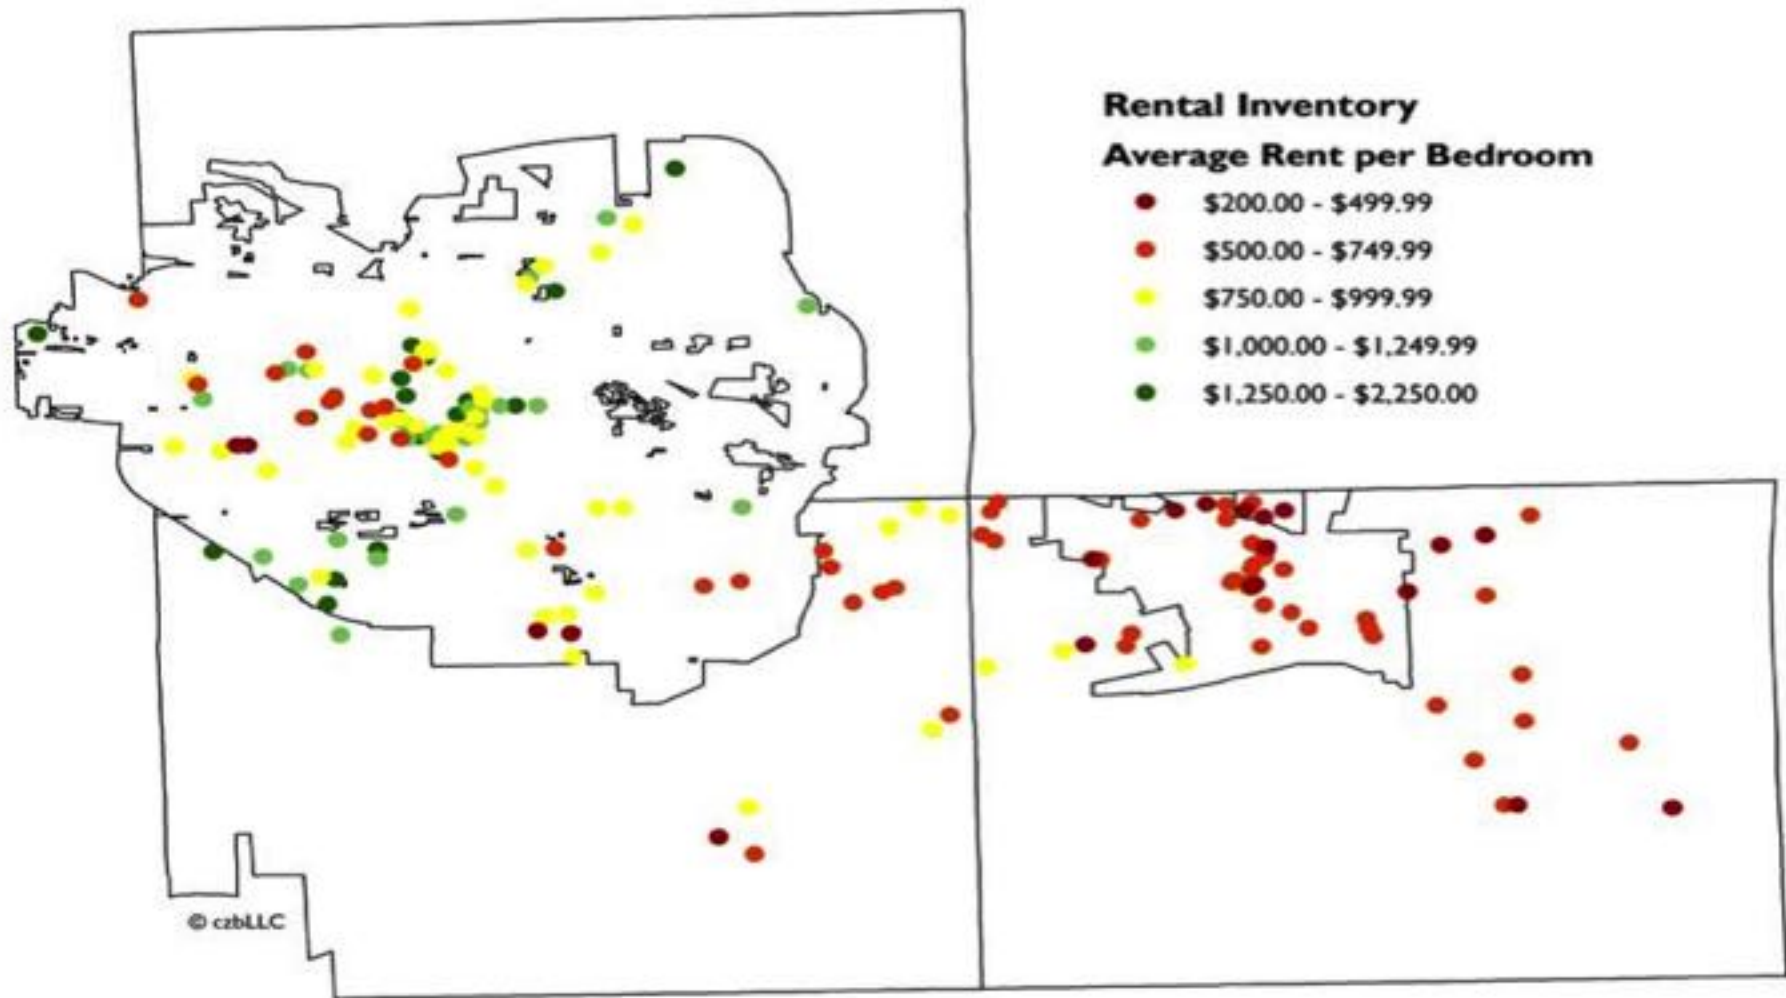 Rental Inventory
Average Rent per Bedroom
$200.00 - $499.99
$500.00 - $749.99
$750.00 - $999.99
$1,000.00 - $1,249.99
$1,250.00 - $2,250.00
© czbLLC